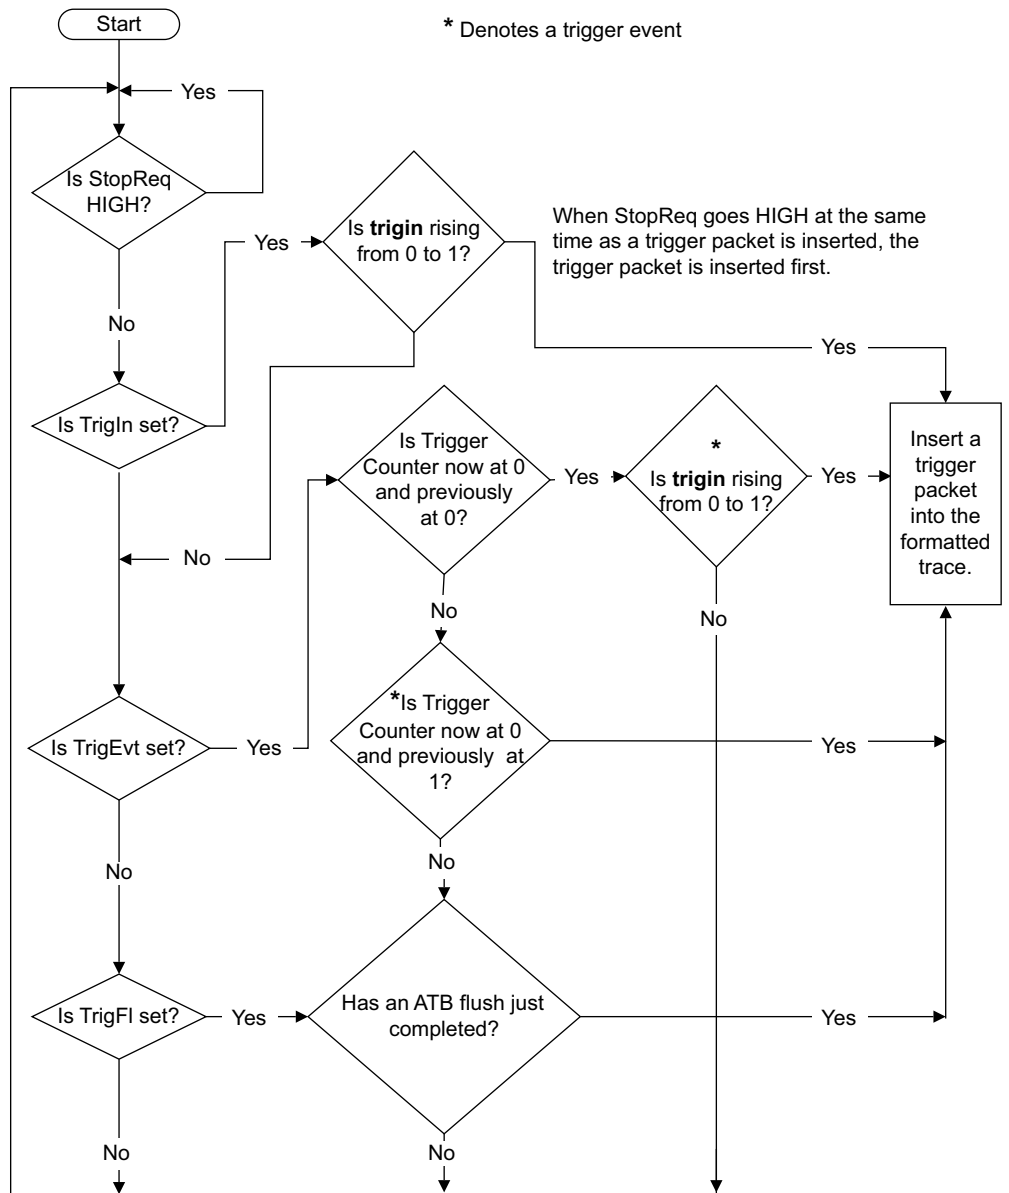 Start
* Denotes a trigger event
Yes
Is StopReq
HIGH?
Is trigin rising
from 0 to 1?
When StopReq goes HIGH at the same
time as a trigger packet is inserted, the
trigger packet is inserted first.
Yes
No
Yes
Is TrigIn set?
Is Trigger
Counter now at 0
and previously
at 0?
Yes
*
Is trigin rising
from 0 to 1?
Yes
Insert a
trigger
packet
into the
formatted
trace.
No
No
No
*Is Trigger
Counter now at 0
and previously at
1?
Yes
Is TrigEvt set?
Yes
No
No
Is TrigFl set?
Yes
Has an ATB flush just
completed?
Yes
No
No